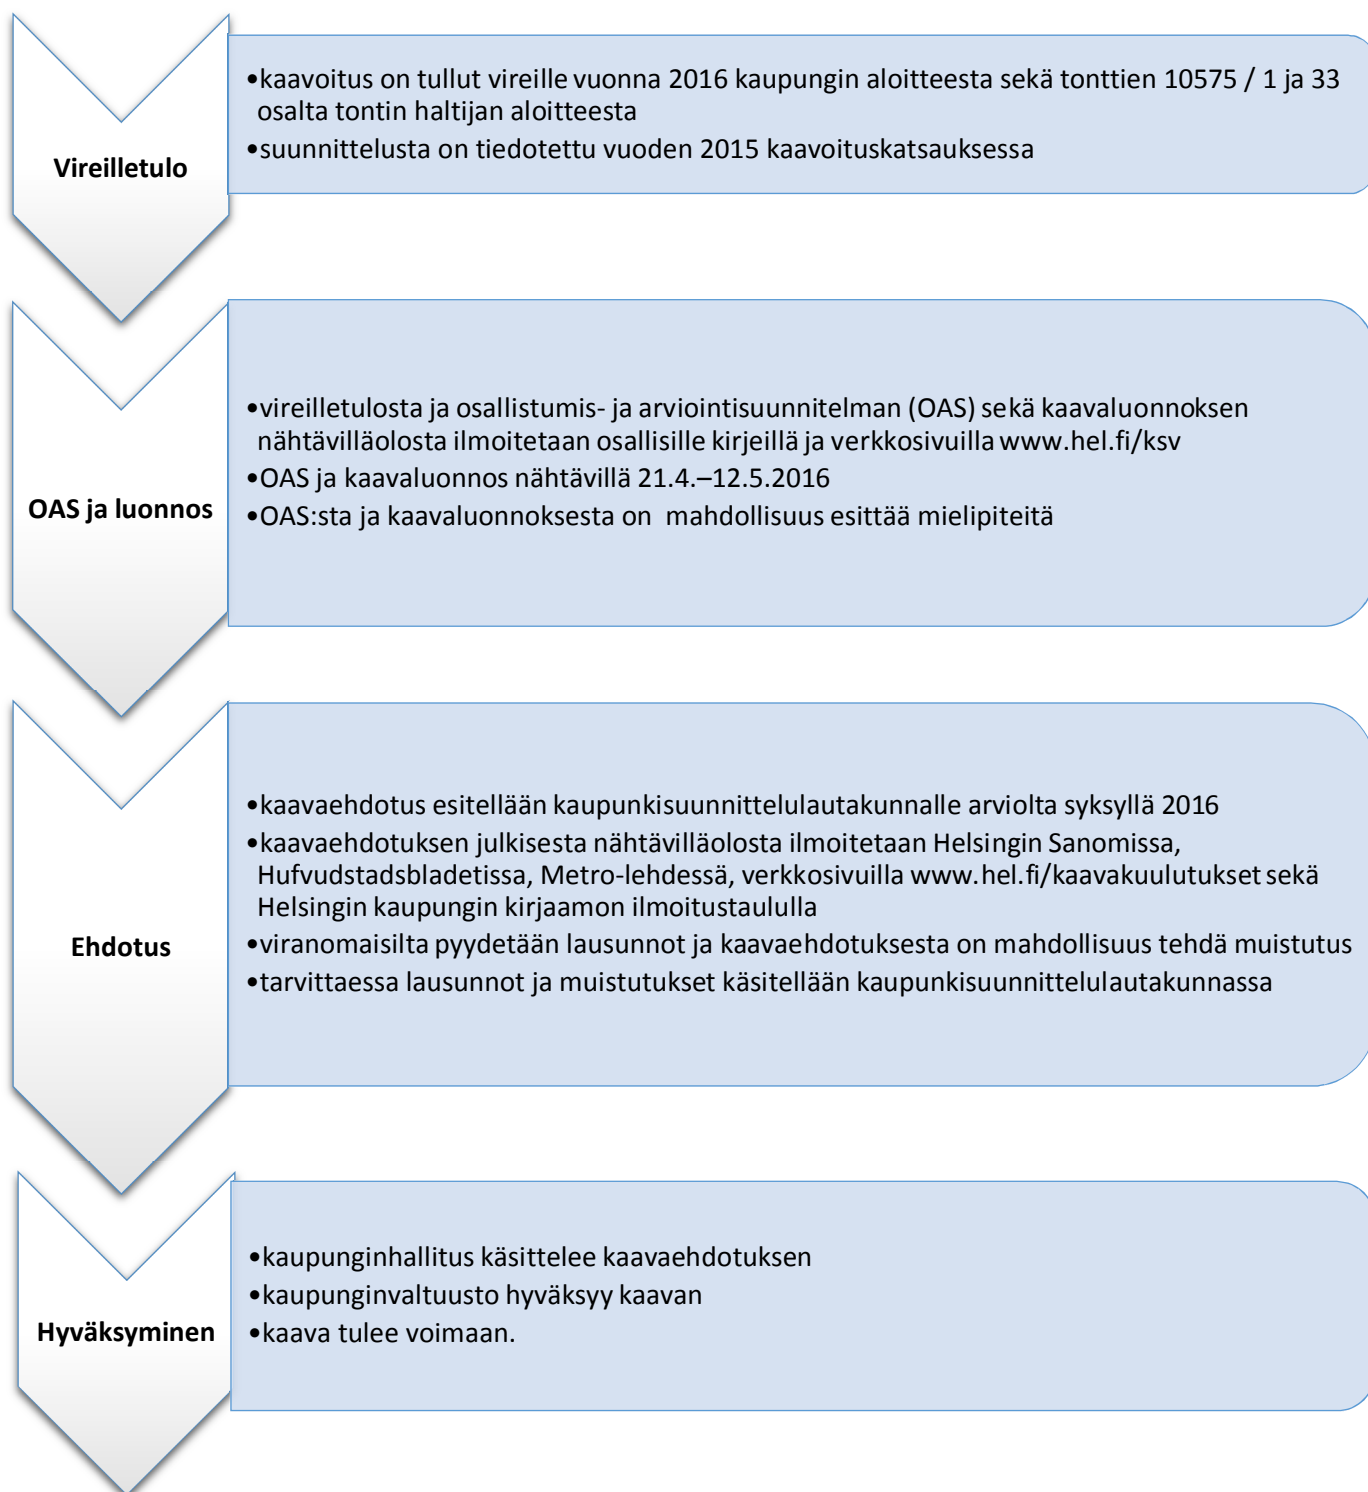 Virelletulo
•kaavoitus on tullut vireille vuonna 2016 kaupungin aloitteesta sekä tonttien 10575 / 1 ja 33
osalta tontin haltijan aloitteesta
•suunnittelusta on tiedotettu vuoden 2015 kaavoituskatsauksessa
OAS ja luonnos
•vireilletulosta ja osallistumis- ja arviointisuunnitelman (OAS) sekä kaavaluonnoksen
nähtävilläolosta ilmoitetaan osallisille kirjeillä ja verkkosivuilla www.hel.fi/ksv
•OAS ja kaavaluonnos nähtävillä 21.4.–12.5.2016
•OAS:sta ja kaavaluonnoksesta on mahdollisuus esittää mielipiteitä
Ehdotus
•kaavaehdotus esitellään kaupunkisuunnittelulautakunnalle arviolta syksyllä 2016
•kaavaehdotuksen julkisesta nähtävilläolosta ilmoitetaan Helsingin Sanomissa,
Hufvudstadsbladetissa, Metro-lehdessä, verkkosivuilla www.hel.fi/kaavakuulutukset sekä
Helsingin kaupungin kirjaamon ilmoitustaululla
•viranomaisilta pyydetään lausunnot ja kaavaehdotuksesta on mahdollisuus tehdä muistutus
•tarvittaessa lausunnot ja muistutukset käsitellään kaupunkisuunnittelulautakunnassa
Hyväksyminen
•kaupunginhallitus käsittelee kaavaehdotuksen
•kaupunginvaltuusto hyväksyy kaavan
•kaava tulee voimaan.